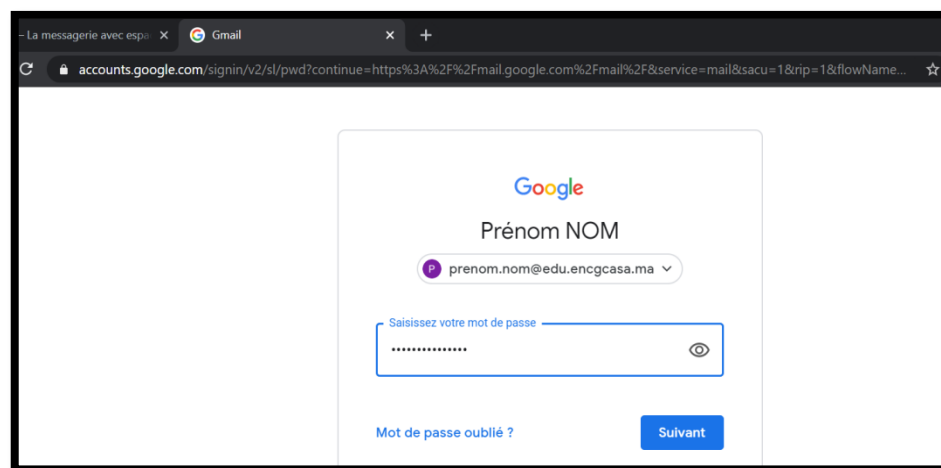 – La messagerie avec espa
Gmail
accounts.google.com/signin/v2/sl/pwd?continue=https%3A%2F%2Fmail.google.com%2Fmail%2F&service=mail&sacu=1&rip=1&flowName...
Google
Prénom NOM
P prenom.nom@edu.encgcasa.ma
Saisissez votre mot de passe
•••••••••••••••
Mot de passe oublié ?
Suivant